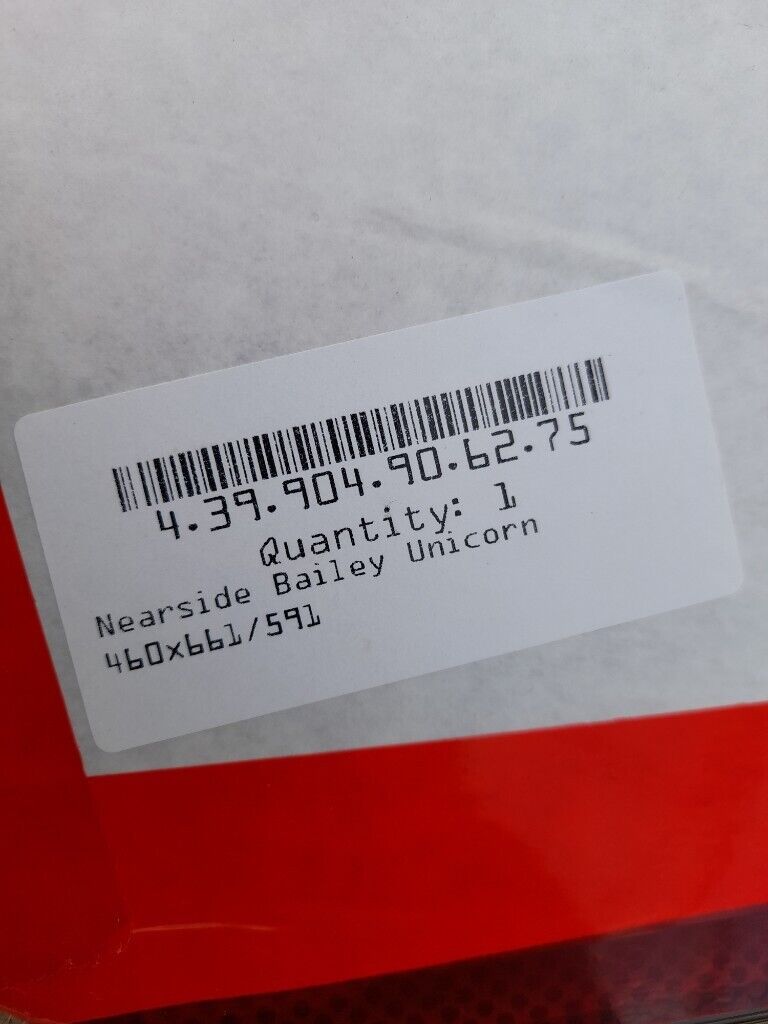 4.39.904.90.62.75
Quantity: 1
Nearside Bailey Unicorn
460x661/591